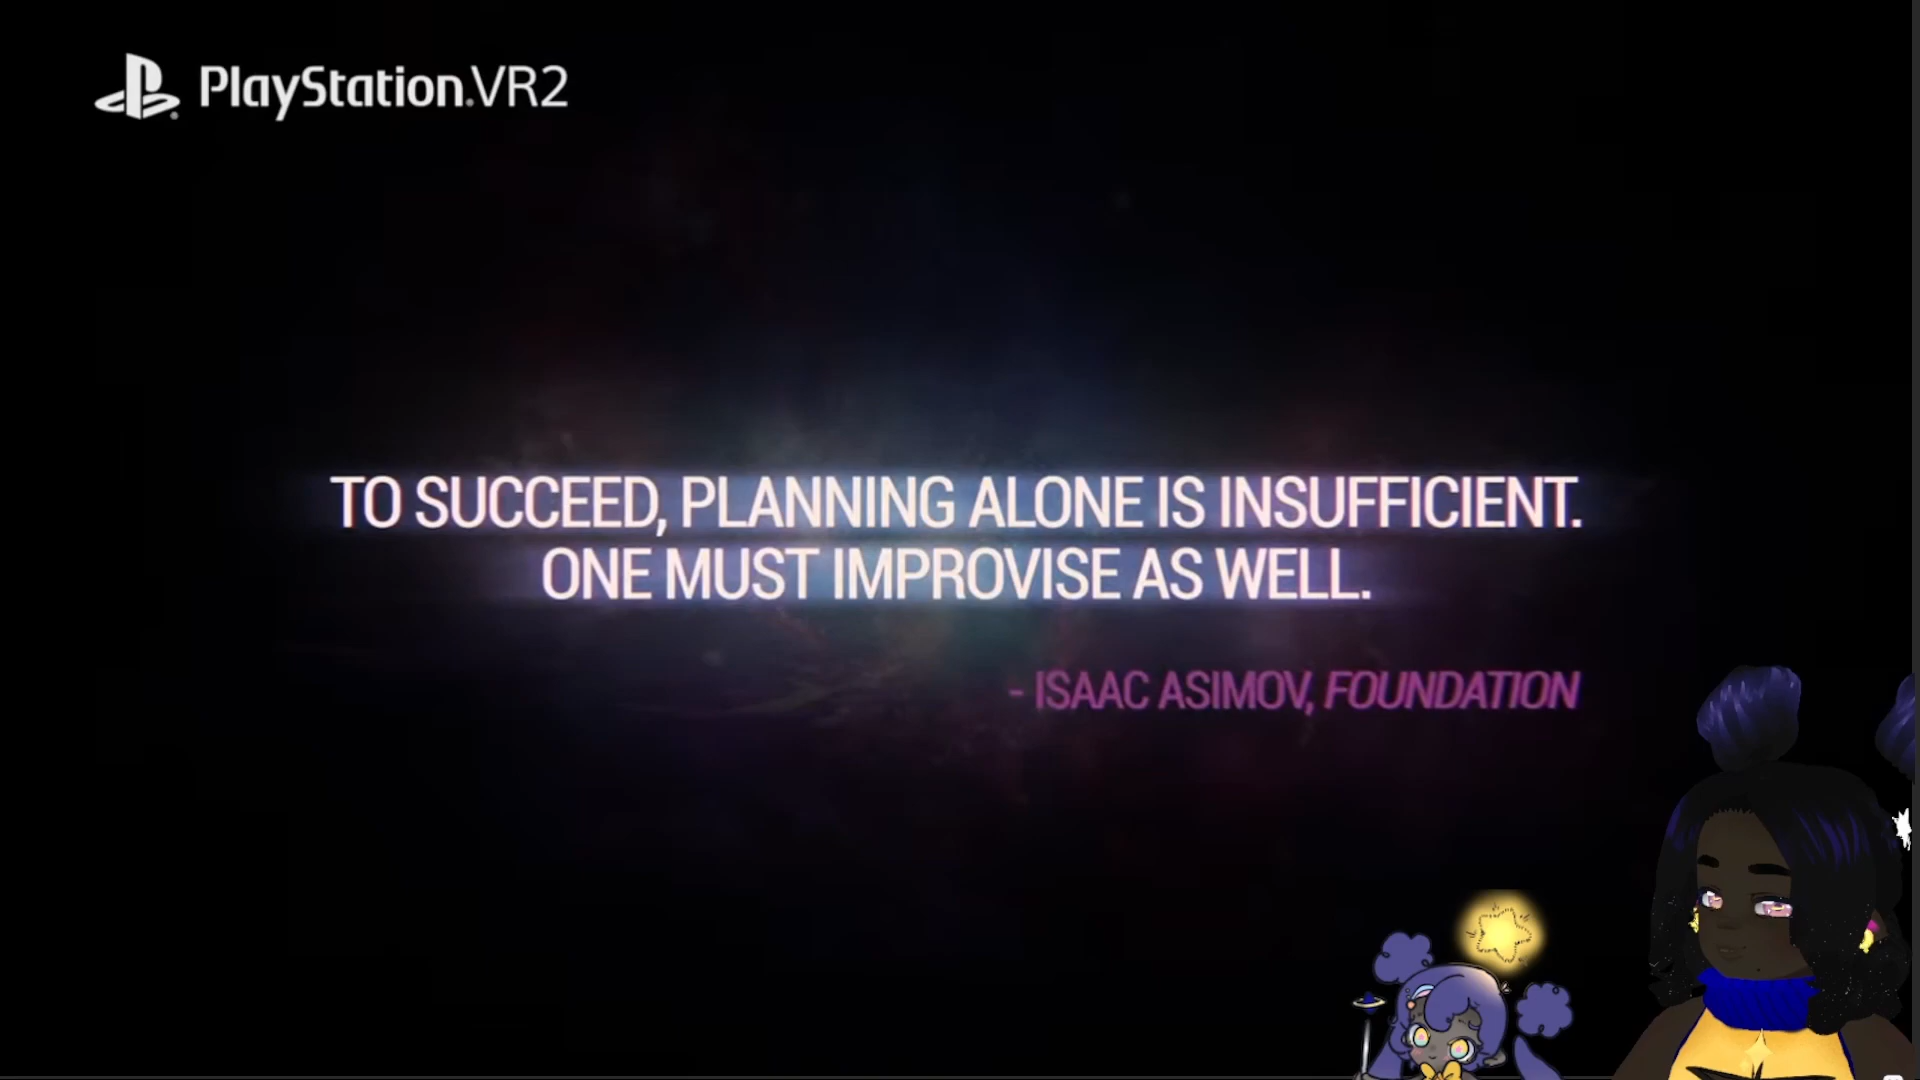 PlayStation.VR2
TO SUCCEED, PLANNING ALONE IS INSUFFICIENT.
ONE MUST IMPROVISE AS WELL.
- ISAAC ASIMOV, FOUNDATION